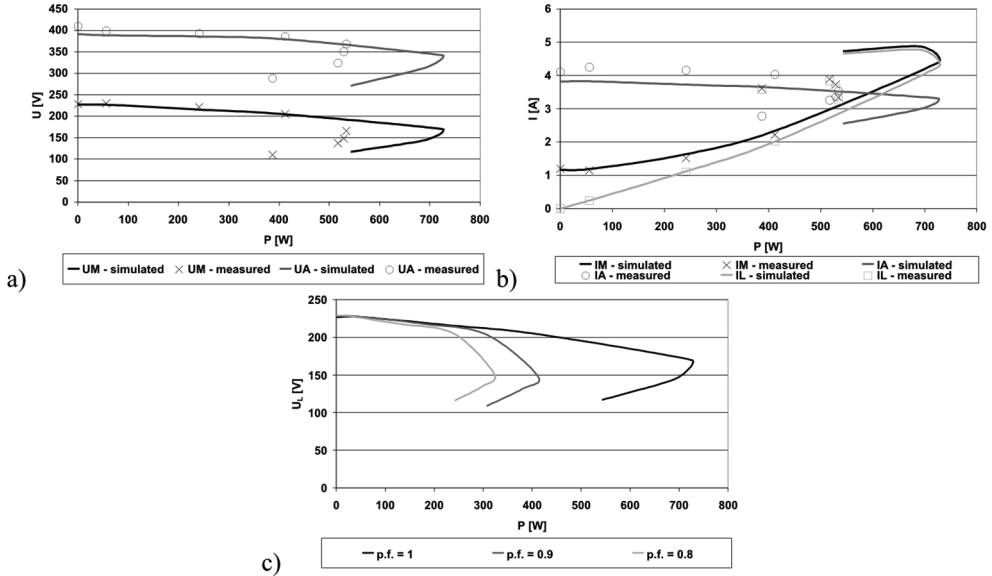 U [V]
500
450
400
350
300
250
200
150
100
50
0
0 100 200 300 400 500 600 700 800
P [W]
UM - simulated UM - measured UA - simulated UA - measured
a)
I [A]
6
5
4
3
2
1
0
0 100 200 300 400 500 600 700 800
P [W]
IM - simulated IM - measured IA - simulated
IA - measured IL - simulated IL - measured
b)
UL [V]
250
200
150
100
50
0
0 100 200 300 400 500 600 700 800
P [W]
p.f. = 1 p.f. = 0.9 p.f. = 0.8
c)